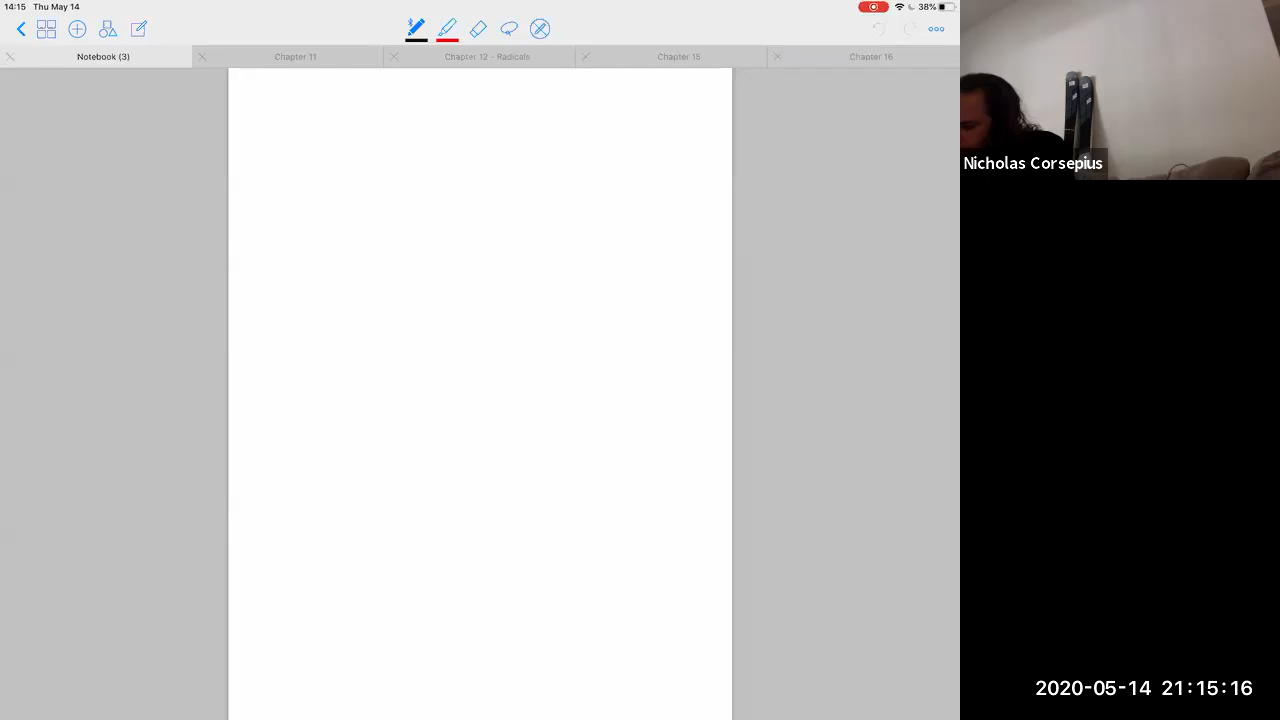 14:15 Thu May 14
38%
Notebook (3)
Chapter 11
Chapter 12 - Radicals
Chapter 15
Chapter 16
Nicholas Corsepius
2020-05-14 21:15:16